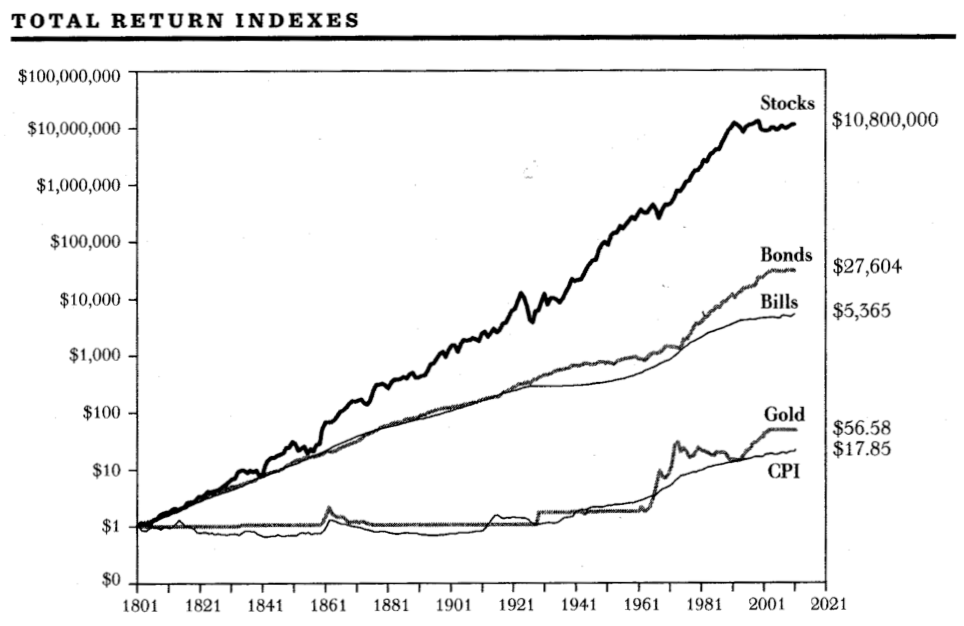 TOTAL RETURN INDEXES
$100,000,000
$10,000,000
$1,000,000
$100,000
$10,000
$1,000
$100
$10
$1
$0
Stocks
$10,800,000
Bonds
$27,604
Bills
$5,365
Gold
$56.58
$17.85
CPI
1801 1821 1841 1861 1881 1901 1921 1941 1961 1981 2001 2021